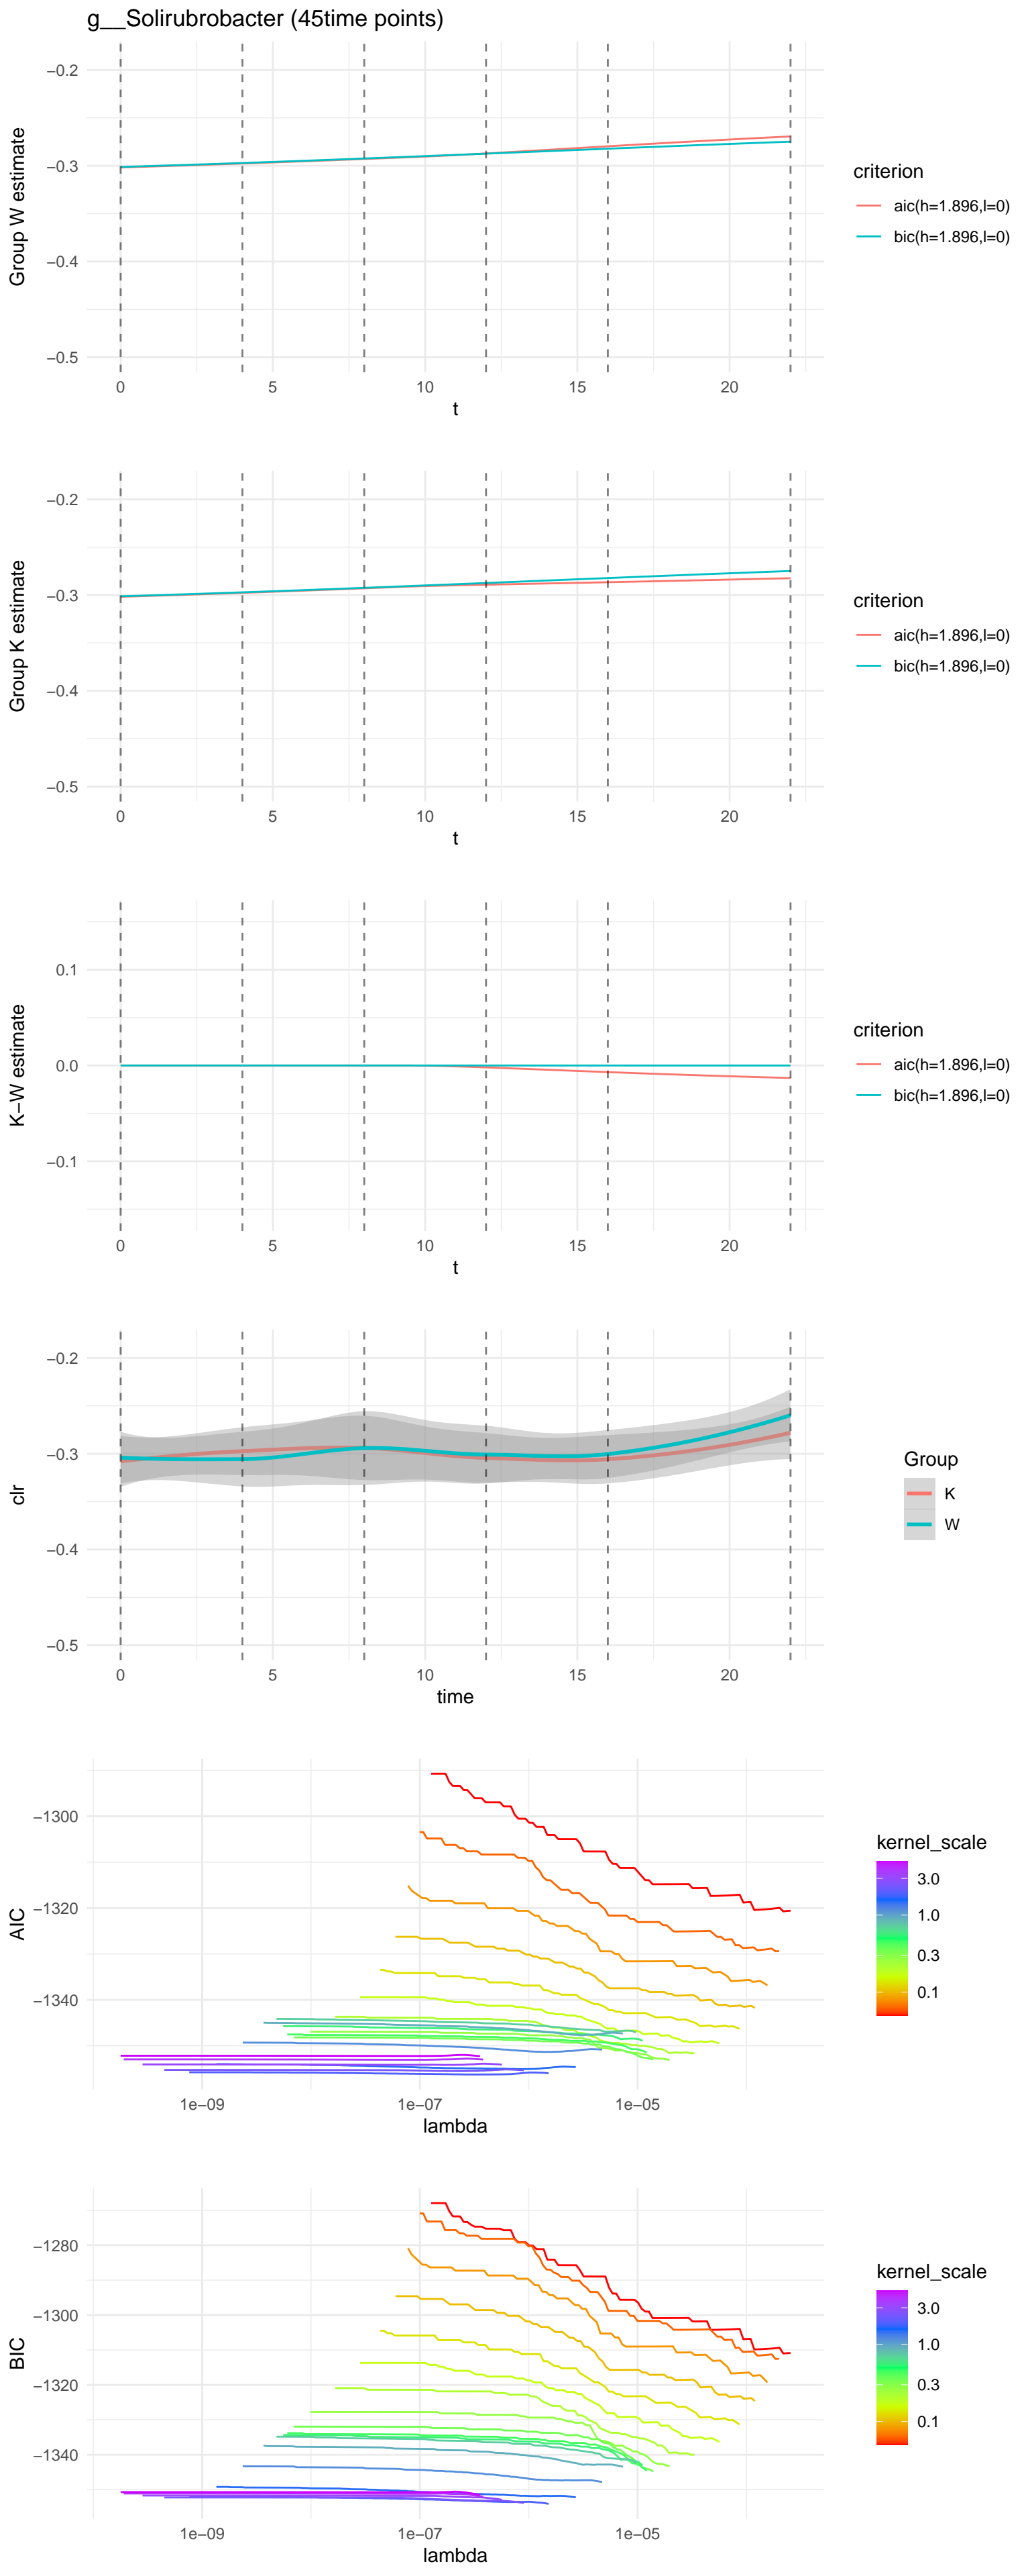 g__Solirubrobacter (45time points)
−0.2
−0.3
−0.4
−0.5
Group W estimate
0 5 10 15 20
t
criterion
aic(h=1.896,l=0)
bic(h=1.896,l=0)
−0.2
−0.3
−0.4
−0.5
Group K estimate
0 5 10 15 20
t
criterion
aic(h=1.896,l=0)
bic(h=1.896,l=0)
0.1
0.0
−0.1
K−W estimate
0 5 10 15 20
t
criterion
aic(h=1.896,l=0)
bic(h=1.896,l=0)
−0.2
−0.3
−0.4
−0.5
clr
0 5 10 15 20
time
Group
K
W
−1300
−1320
−1340
AIC
1e−09 1e−07 1e−05
lambda
kernel_scale
3.0
1.0
0.3
0.1
−1280
−1300
−1320
−1340
BIC
1e−09 1e−07 1e−05
lambda
kernel_scale
3.0
1.0
0.3
0.1